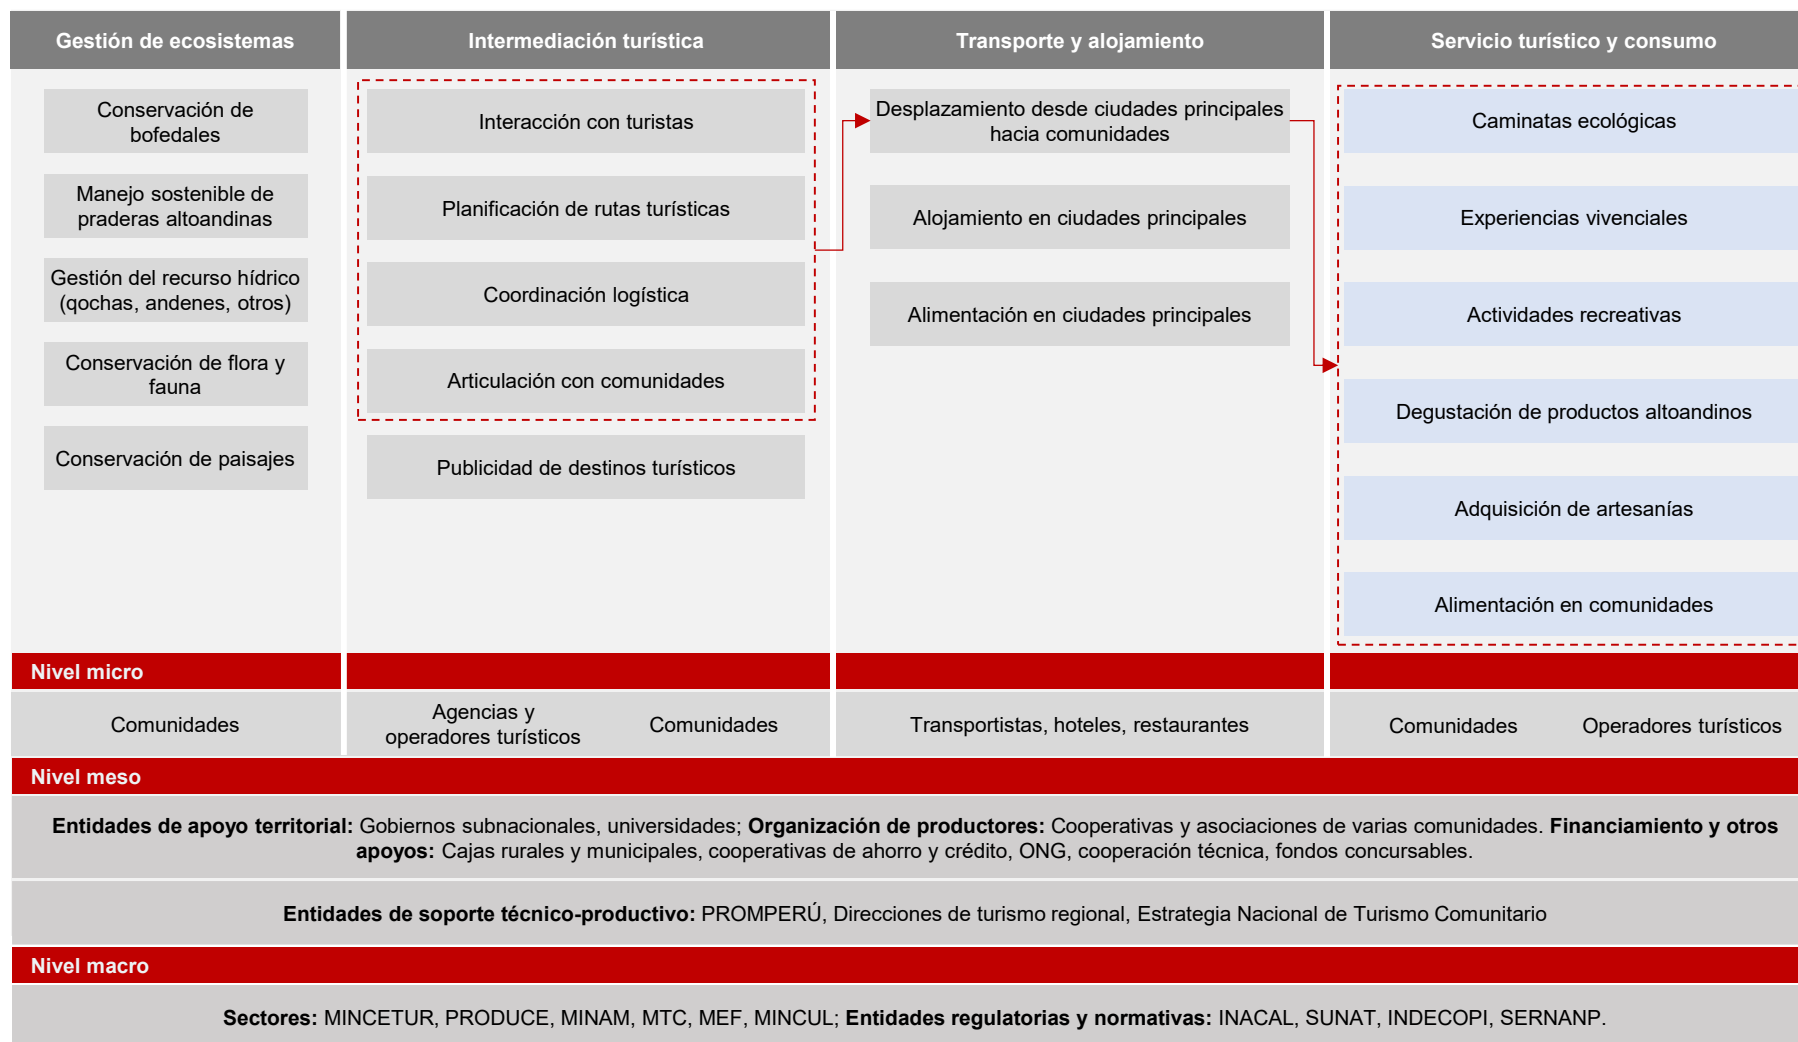 Gestión de ecosistemas
Intermediación turística
Transporte y alojamiento
Servicio turístico y consumo
Conservación de
bofedales
Manejo sostenible de
praderas altoandinas
Gestión del recurso hídrico
(qochas, andenes, otros)
Conservación de flora y
fauna
Conservación de paisajes
Interacción con turistas
Planificación de rutas turísticas
Coordinación logística
Articulación con comunidades
Publicidad de destinos turísticos
Desplazamiento desde ciudades principales
hacia comunidades
Alojamiento en ciudades principales
Alimentación en ciudades principales
Caminatas ecológicas
Experiencias vivenciales
Actividades recreativas
Degustación de productos altoandinos
Adquisición de artesanías
Alimentación en comunidades
Nivel micro
Comunidades
Agencias y
operadores turísticos
Comunidades
Transportistas, hoteles, restaurantes
Comunidades
Operadores turísticos
Nivel meso
Entidades de apoyo territorial: Gobiernos subnacionales, universidades; Organización de productores: Cooperativas y asociaciones de varias comunidades. Financiamiento y otros
apoyos: Cajas rurales y municipales, cooperativas de ahorro y crédito, ONG, cooperación técnica, fondos concursables.
Entidades de soporte técnico-productivo: PROMPERÚ, Direcciones de turismo regional, Estrategia Nacional de Turismo Comunitario
Nivel macro
Sectores: MINCETUR, PRODUCE, MINAM, MTC, MEF, MINCUL; Entidades regulatorias y normativas: INACAL, SUNAT, INDECOPI, SERNANP.